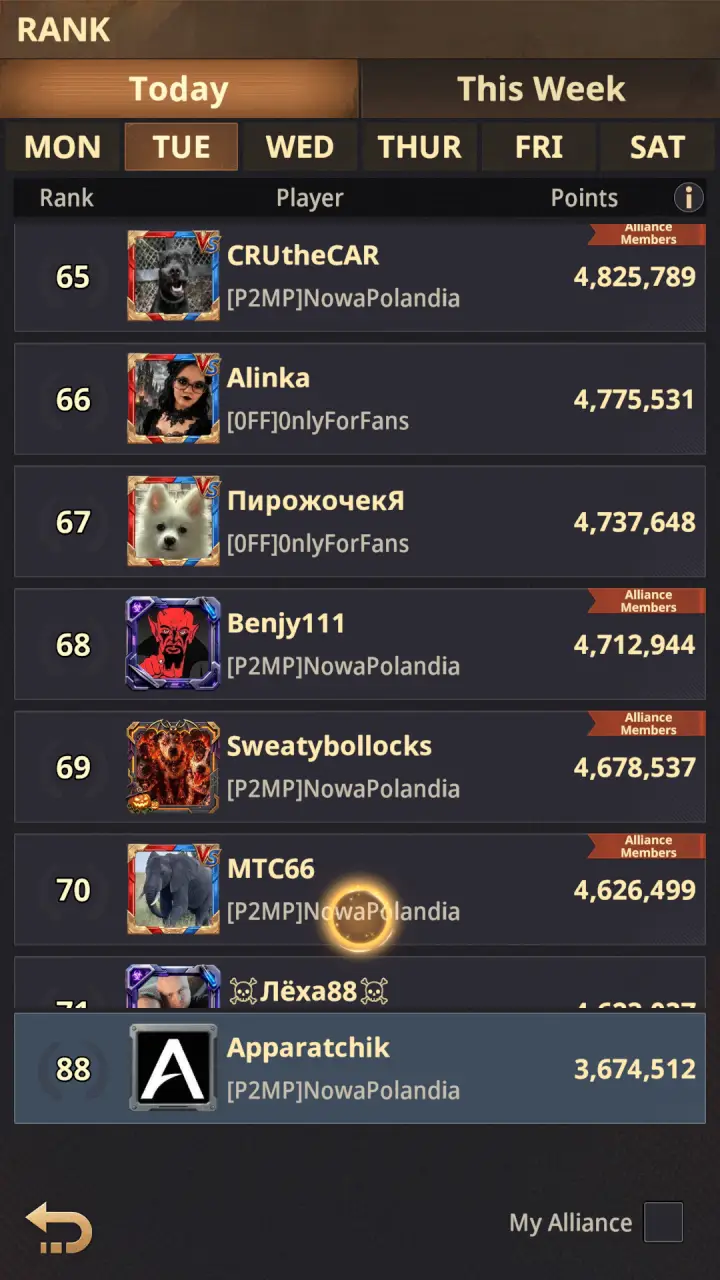 RANK
Today
This Week
MON
TUE
WED
THUR
FRI
SAT
Rank
Player
Points
Alliance
Members
65
CRUtheCAR
4,825,789
[P2MP]NowaPolandia
66
Alinka
4,775,531
[0FF]0nlyForFans
67
ПирожочекЯ
4,737,648
[0FF]0nlyForFans
Alliance
Members
68
Benjy111
4,712,944
[P2MP]NowaPolandia
Alliance
Members
69
Sweatybollocks
4,678,537
[P2MP]NowaPolandia
Alliance
Members
70
MTC66
4,626,499
[P2MP]NowaPolandia
☠Лёха88☠
88
Apparatchik
3,674,512
[P2MP]NowaPolandia
My Alliance